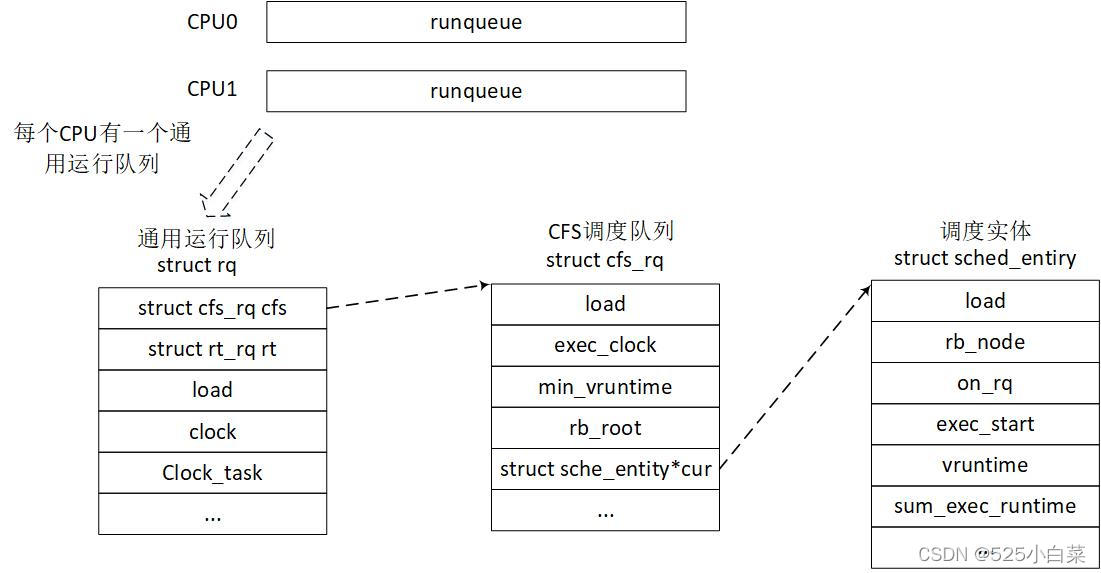 CPU0
runqueue
CPU1
runqueue
每个CPU有一个通
用运行队列
通用运行队列
struct rq
struct cfs_rq cfs
struct rt_rq rt
load
clock
Clock_task
...
CFS调度队列
struct cfs_rq
load
exec_clock
min_vruntime
rb_root
struct sche_entity*cur
...
调度实体
struct sched_entiry
load
rb_node
on_rq
exec_start
vruntime
sum_exec_runtime
...
CSDN @525小白菜